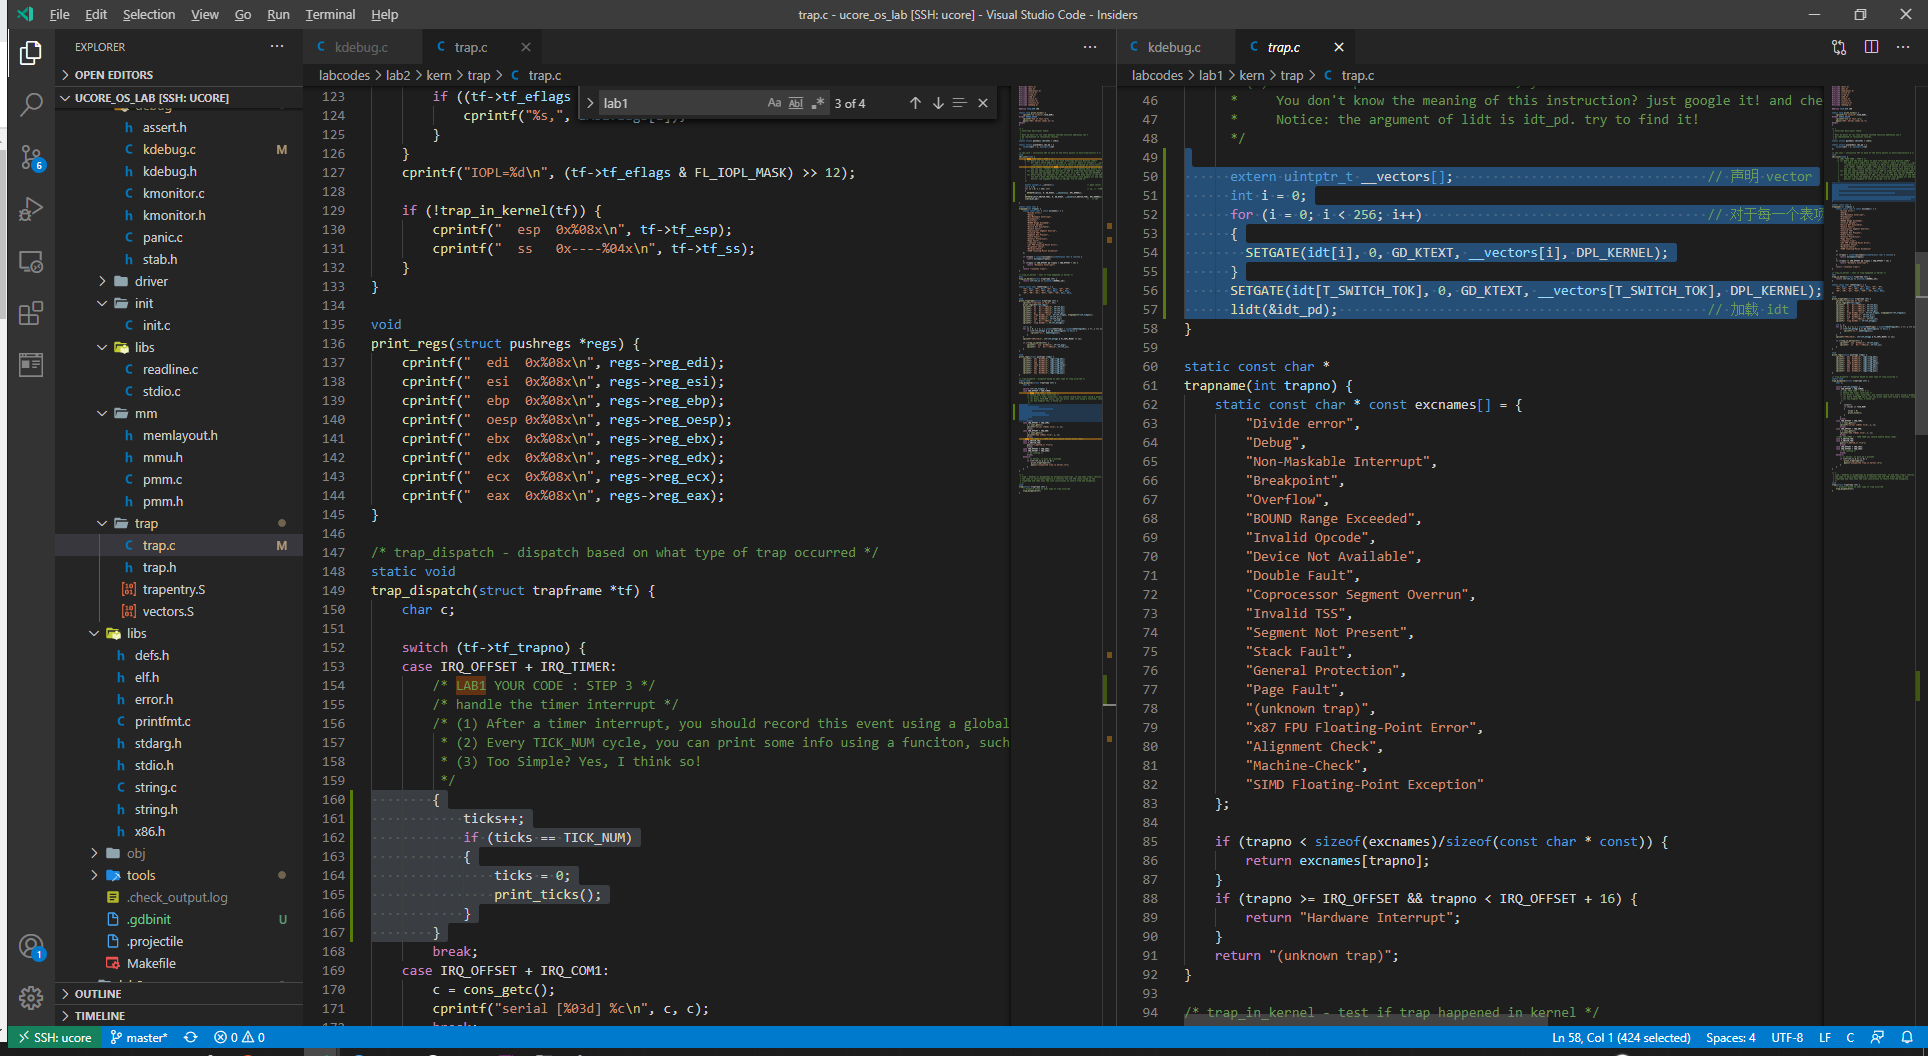 File Edit Selection View Go Run Terminal Help
trap.c - ucore_os_lab [SSH: ucore] - Visual Studio Code - Insiders
EXPLORER
OPEN EDITORS
UCORE_OS_LAB [SSH: UCORE]
assert.h
kdebug.c M
kdebug.h
kmonitor.c
kmonitor.h
panic.c
stab.h
driver
init
init.c
libs
readline.c
stdio.c
mm
memlayout.h
mmu.h
pmm.c
pmm.h
trap
trap.c M
trap.h
trapentry.S
vectors.S
libs
defs.h
elf.h
error.h
printfmt.c
stdarg.h
stdio.h
string.c
string.h
x86.h
obj
tools
.check_output.log
.gdbinit U
.projectile
Makefile
OUTLINE
TIMELINE
6
1
kdebug.c trap.c
labcodes > lab2 > kern > trap > trap.c
lab1 Aa Abl .* 3 of 4
123 if ((tf->tf_eflags
124 cprintf("%s,",
125 }
126 }
127 cprintf("IOPL=%d\n", (tf->tf_eflags & FL_IOPL_MASK) >> 12);
128
129 if (!trap_in_kernel(tf)) {
130 cprintf("  esp  0x%08x\n", tf->tf_esp);
131 cprintf("  ss   0x----%04x\n", tf->tf_ss);
132 }
133 }
134
135 void
136 print_regs(struct pushregs *regs) {
137 cprintf("  edi  0x%08x\n", regs->reg_edi);
138 cprintf("  esi  0x%08x\n", regs->reg_esi);
139 cprintf("  ebp  0x%08x\n", regs->reg_ebp);
140 cprintf("  oesp 0x%08x\n", regs->reg_oesp);
141 cprintf("  ebx  0x%08x\n", regs->reg_ebx);
142 cprintf("  edx  0x%08x\n", regs->reg_edx);
143 cprintf("  ecx  0x%08x\n", regs->reg_ecx);
144 cprintf("  eax  0x%08x\n", regs->reg_eax);
145 }
146
147 /* trap_dispatch - dispatch based on what type of trap occurred */
148 static void
149 trap_dispatch(struct trapframe *tf) {
150 char c;
151
152 switch (tf->tf_trapno) {
153 case IRQ_OFFSET + IRQ_TIMER:
154 /* LAB1 YOUR CODE : STEP 3 */
155 /* handle the timer interrupt */
156 /* (1) After a timer interrupt, you should record this event using a global
157 * (2) Every TICK_NUM cycle, you can print some info using a funciton, such
158 * (3) Too Simple? Yes, I think so!
159 */
160 {
161 ticks++;
162 if (ticks == TICK_NUM)
163 {
164 ticks = 0;
165 print_ticks();
166 }
167 }
168 break;
169 case IRQ_OFFSET + IRQ_COM1:
170 c = cons_getc();
171 cprintf("serial [%03d] %c\n", c, c);
kdebug.c trap.c
labcodes > lab1 > kern > trap > trap.c
46 * You don't know the meaning of this instruction? just google it! and che
47 * Notice: the argument of lidt is idt_pd. try to find it!
48 */
49
50 extern uintptr_t __vectors[]; // 声明 vector
51 int i = 0;
52 for (i = 0; i < 256; i++) // 对于每一个表项
53 {
54 SETGATE(idt[i], 0, GD_KTEXT, __vectors[i], DPL_KERNEL);
55 }
56 SETGATE(idt[T_SWITCH_TOK], 0, GD_KTEXT, __vectors[T_SWITCH_TOK], DPL_KERNEL);
57 lidt(&idt_pd); // 加载 idt
58 }
59
60 static const char *
61 trapname(int trapno) {
62 static const char * const excnames[] = {
63 "Divide error",
64 "Debug",
65 "Non-Maskable Interrupt",
66 "Breakpoint",
67 "Overflow",
68 "BOUND Range Exceeded",
69 "Invalid Opcode",
70 "Device Not Available",
71 "Double Fault",
72 "Coprocessor Segment Overrun",
73 "Invalid TSS",
74 "Segment Not Present",
75 "Stack Fault",
76 "General Protection",
77 "Page Fault",
78 "(unknown trap)",
79 "x87 FPU Floating-Point Error",
80 "Alignment Check",
81 "Machine-Check",
82 "SIMD Floating-Point Exception"
83 };
84
85 if (trapno < sizeof(excnames)/sizeof(const char * const)) {
86 return excnames[trapno];
87 }
88 if (trapno >= IRQ_OFFSET && trapno < IRQ_OFFSET + 16) {
89 return "Hardware Interrupt";
90 }
91 return "(unknown trap)";
92 }
93
94 /* trap_in_kernel - test if trap happened in kernel */
SSH: ucore master* 0 0 Ln 58, Col 1 (424 selected) Spaces: 4 UTF-8 LF C